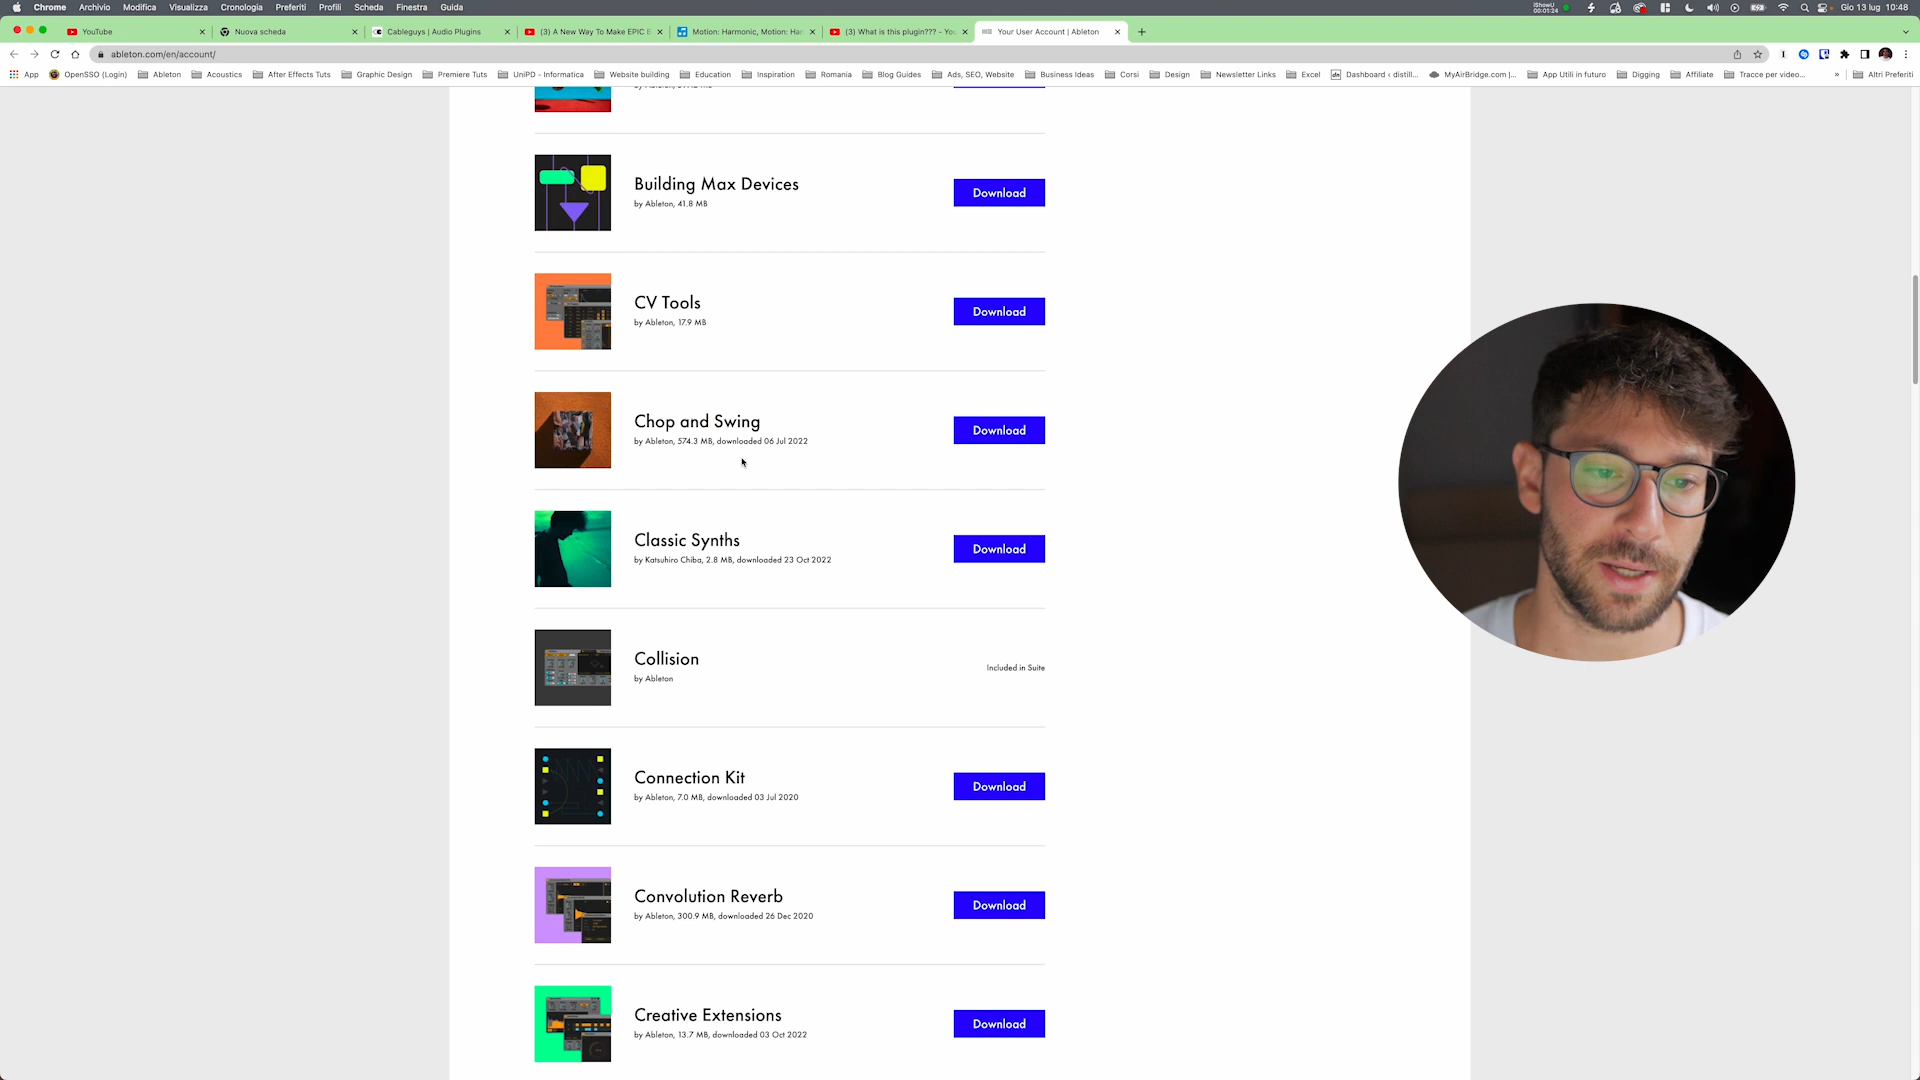 Chrome Archivio Modifica Visualizza Cronologia Preferiti Profili Scheda Finestra Guida
iShowU
00:01:24
Gio 13 lug 10:48
YouTube
Nuova scheda
Cableguys | Audio Plugins
(3) A New Way To Make EPIC E
Motion: Harmonic, Motion: Ha
(3) What is this plugin??? - You
Your User Account | Ableton
ableton.com/en/account/
App OpenSSO (Login) Ableton Acoustics After Effects Tuts Graphic Design Premiere Tuts UniPD - Informatica Website building Education Inspiration Romania Blog Guides Ads, SEO, Website Business Ideas Corsi Design Newsletter Links Excel Dashboard ‹ distill... MyAirBridge.com |... App Utili in futuro Digging Affiliate Tracce per video... » Altri Preferiti
Building Max Devices
by Ableton, 41.8 MB
Download
CV Tools
by Ableton, 17.9 MB
Download
Chop and Swing
by Ableton, 574.3 MB, downloaded 06 Jul 2022
Download
Classic Synths
by Katsuhiro Chiba, 2.8 MB, downloaded 23 Oct 2022
Download
Collision
by Ableton
Included in Suite
Connection Kit
by Ableton, 7.0 MB, downloaded 03 Jul 2020
Download
Convolution Reverb
by Ableton, 300.9 MB, downloaded 26 Dec 2020
Download
Creative Extensions
by Ableton, 13.7 MB, downloaded 03 Oct 2022
Download